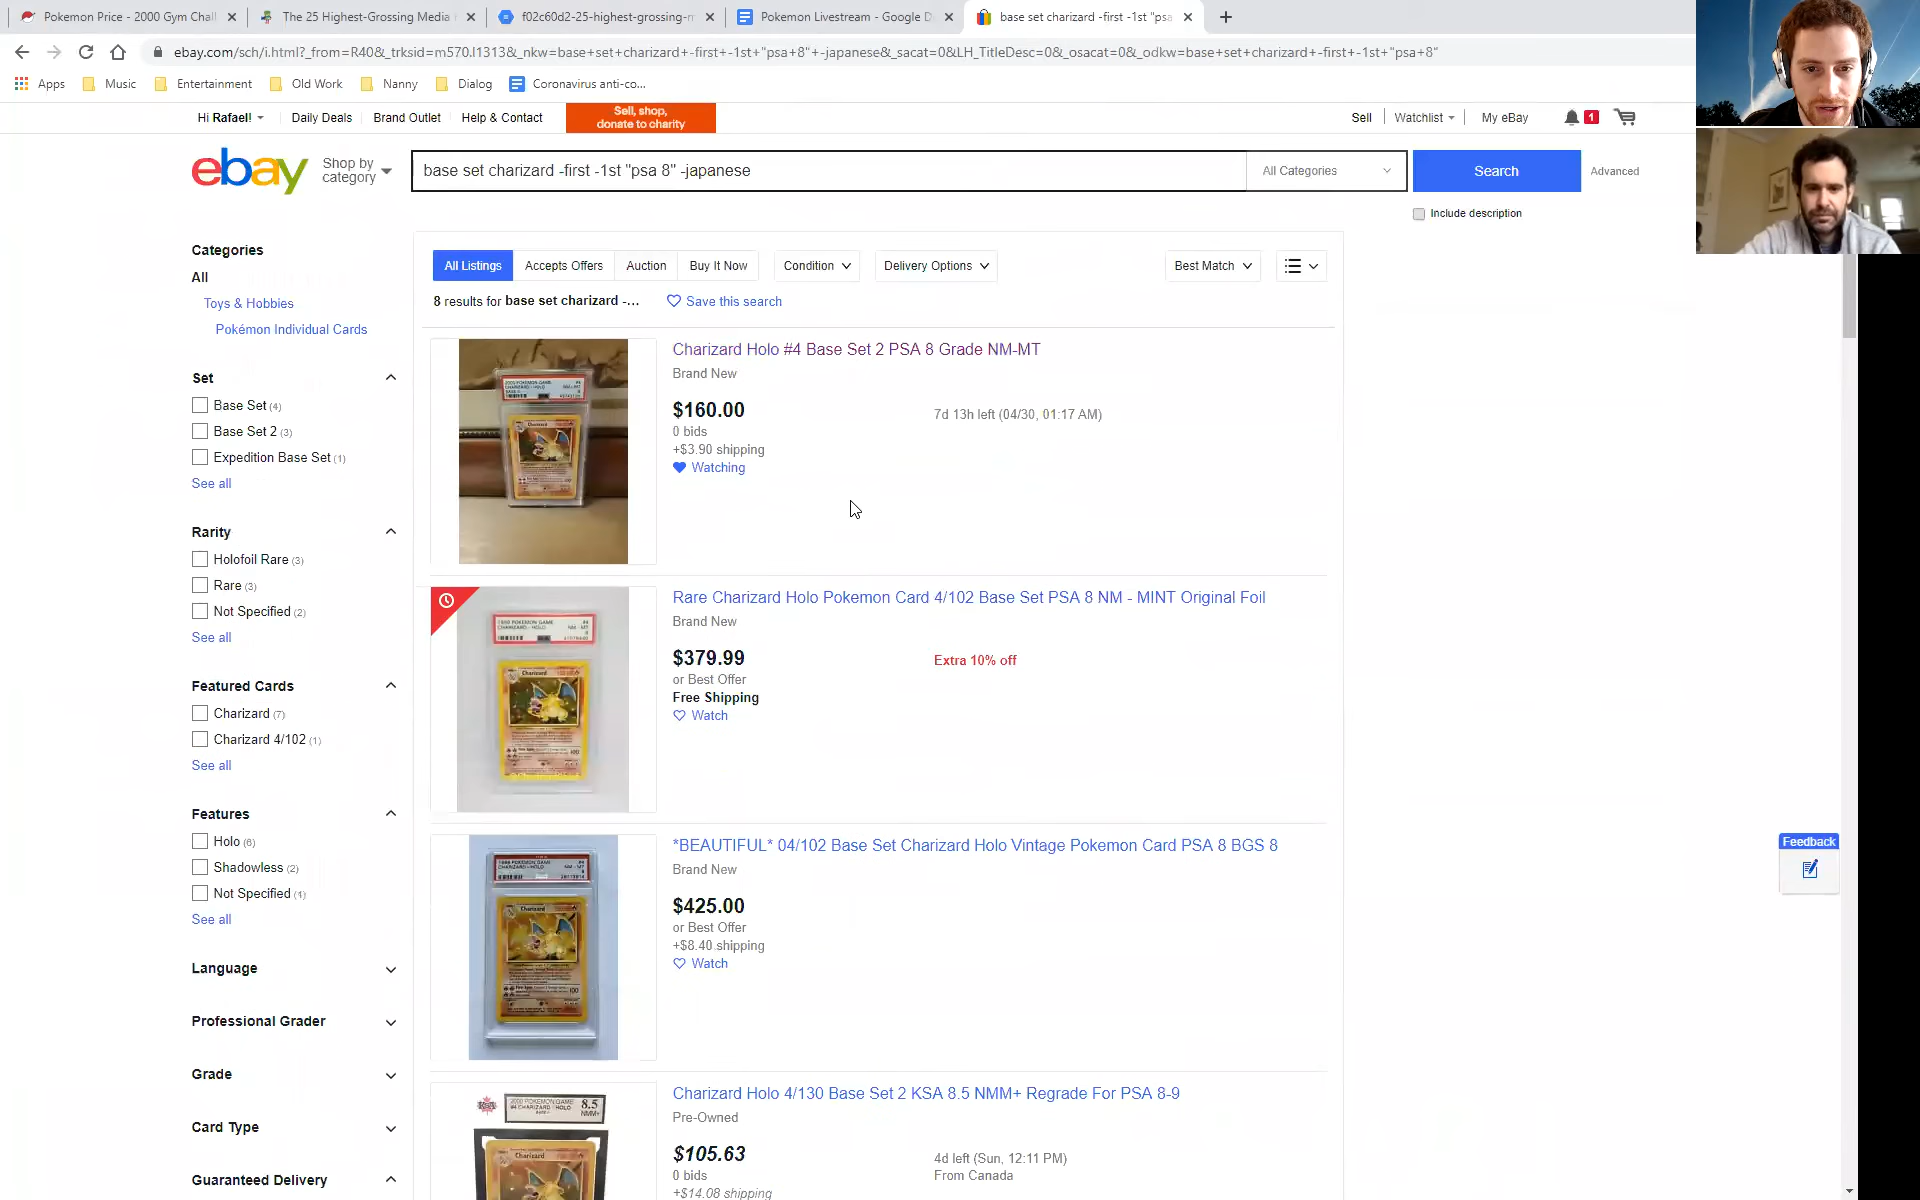 Pokemon Price - 2000 Gym Chall
The 25 Highest-Grossing Media F
f02c60d2-25-highest-grossing-m
Pokemon Livestream - Google D
base set charizard -first -1st "psa
ebay.com/sch/i.html?_from=R40&_trksid=m570.l1313&_nkw=base+set+charizard+-first+-1st+"psa+8"+-japanese&_sacat=0&LH_TitleDesc=0&_osacat=0&_odkw=base+set+charizard+-first+-1st+"psa+8"
Apps
Music
Entertainment
Old Work
Nanny
Dialog
Coronavirus anti-co...
Hi Rafael!
Daily Deals
Brand Outlet
Help & Contact
Sell, shop,
donate to charity
Sell
Watchlist
My eBay
1
ebay
Shop by
category
base set charizard -first -1st "psa 8" -japanese
All Categories
Search
Advanced
Include description
Categories
All
Toys & Hobbies
Pokémon Individual Cards
Set
Base Set (4)
Base Set 2 (3)
Expedition Base Set (1)
See all
Rarity
Holofoil Rare (3)
Rare (3)
Not Specified (2)
See all
Featured Cards
Charizard (7)
Charizard 4/102 (1)
See all
Features
Holo (6)
Shadowless (2)
Not Specified (1)
See all
Language
Professional Grader
Grade
Card Type
Guaranteed Delivery
All Listings
Accepts Offers
Auction
Buy It Now
Condition
Delivery Options
Best Match
8 results for base set charizard -...
Save this search
Charizard Holo #4 Base Set 2 PSA 8 Grade NM-MT
Brand New
$160.00
0 bids
+$3.90 shipping
Watching
7d 13h left (04/30, 01:17 AM)
Rare Charizard Holo Pokemon Card 4/102 Base Set PSA 8 NM - MINT Original Foil
Brand New
$379.99
or Best Offer
Free Shipping
Watch
Extra 10% off
*BEAUTIFUL* 04/102 Base Set Charizard Holo Vintage Pokemon Card PSA 8 BGS 8
Brand New
$425.00
or Best Offer
+$8.40 shipping
Watch
Charizard Holo 4/130 Base Set 2 KSA 8.5 NMM+ Regrade For PSA 8-9
Pre-Owned
$105.63
0 bids
+$14.08 shipping
4d left (Sun, 12:11 PM)
From Canada
2000 POKEMON GAME
#4 CHARIZARD - HOLO
8.5
NMM+
Charizard
Feedback